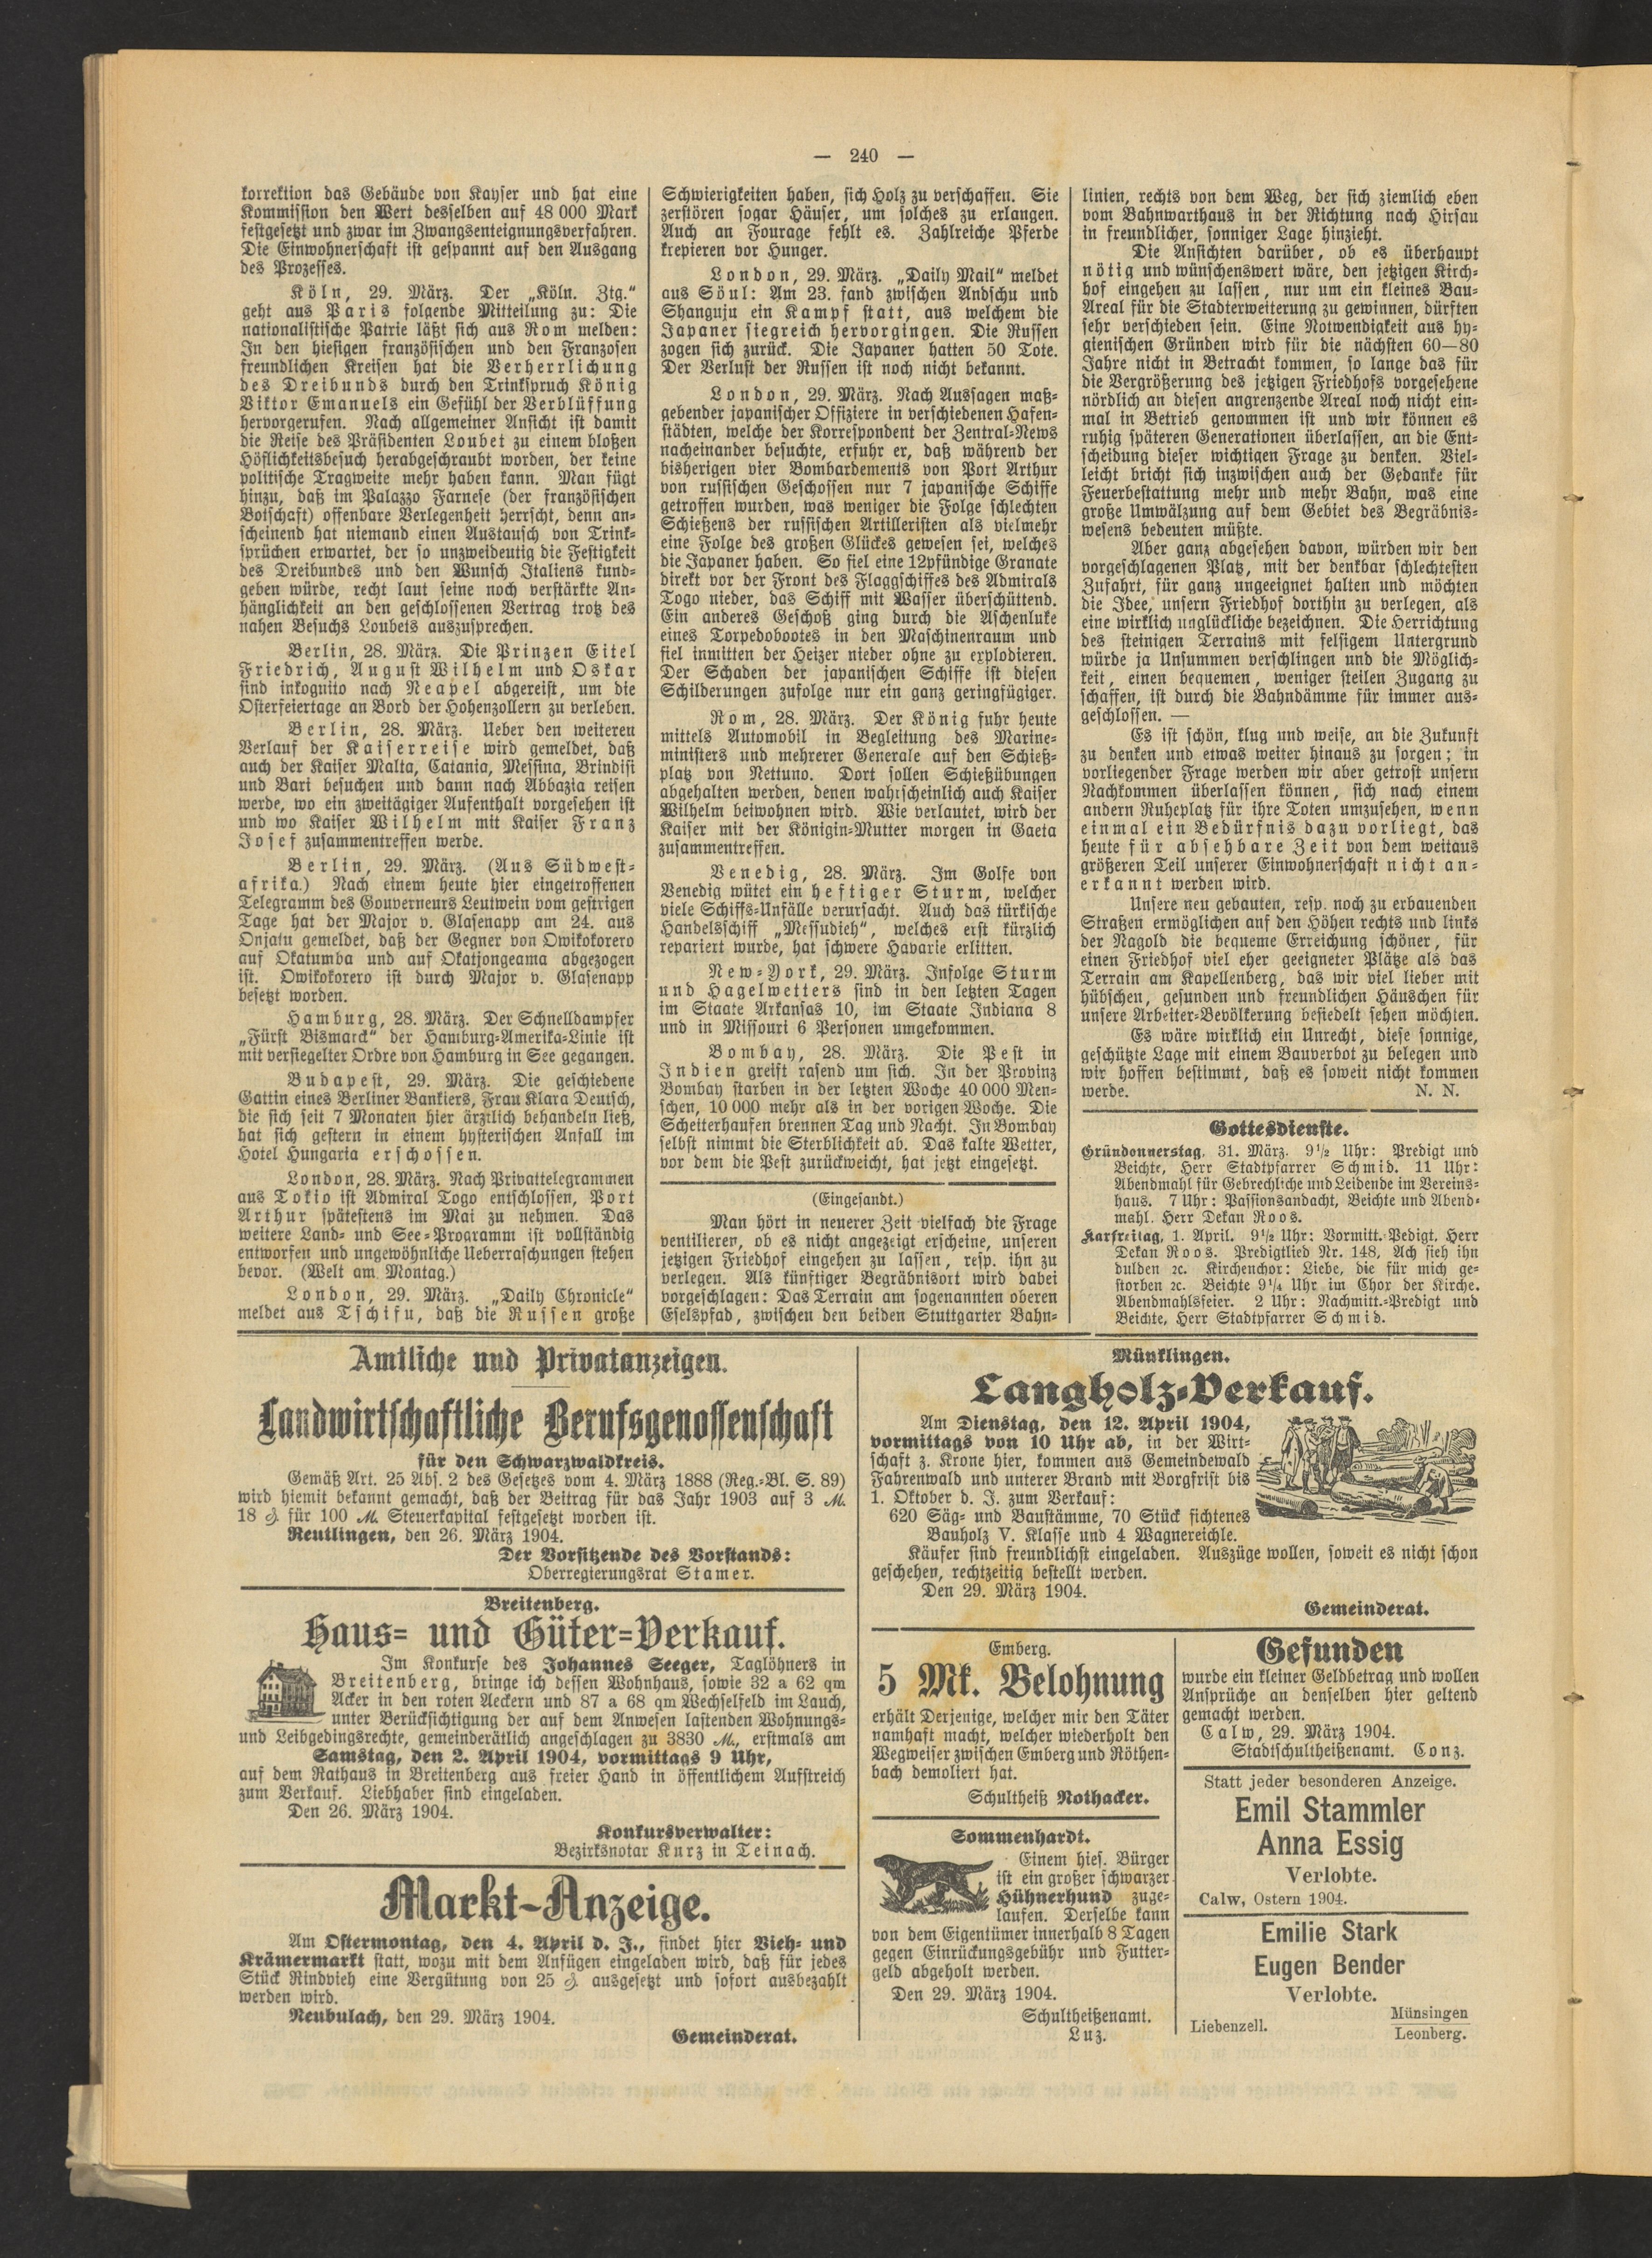 — 240 —
korrektion das Gebäude von Kayser und hat eine
Kommission den Wert desselben auf 48 000 Mark
festgesetzt und zwar im Zwangsenteignungsverfahren.
Die Einwohnerschaft ist gespannt auf den Ausgang
des Prozesses.
Köln, 29. März. Der „Köln. Ztg.“
geht aus Paris folgende Mitteilung zu: Die
nationalistische Patrie läßt sich aus Rom melden:
In den hiesigen französischen und den Franzosen
freundlichen Kreisen hat die Verherrlichung
des Dreibunds durch den Trinkspruch König
Viktor Emanuels ein Gefühl der Verblüffung
hervorgerufen. Nach allgemeiner Ansicht ist damit
die Reise des Präsidenten Loubet zu einem bloßen
Höflichkeitsbesuch herabgeschraubt worden, der keine
politische Tragweite mehr haben kann. Man fügt
hinzu, daß im Palazzo Farnese (der französischen
Botschaft) offenbare Verlegenheit herrscht, denn an-
scheinend hat niemand einen Austausch von Trink-
sprüchen erwartet, der so unzweideutig die Festigkeit
des Dreibundes und den Wunsch Italiens kund-
geben würde, recht laut seine noch verstärkte An-
hänglichkeit an den geschlossenen Vertrag trotz des
nahen Besuchs Loubets auszusprechen.
Berlin, 28. März. Die Prinzen Eitel
Friedrich, August Wilhelm und Oskar
sind inkognito nach Neapel abgereist, um die
Osterfeiertage an Bord der Hohenzollern zu verleben.
Berlin, 28. März. Ueber den weiteren
Verlauf der Kaiserreise wird gemeldet, daß
auch der Kaiser Malta, Catania, Messina, Brindisi
und Bari besuchen und dann nach Abbazia reisen
werde, wo ein zweitägiger Aufenthalt vorgesehen ist
und wo Kaiser Wilhelm mit Kaiser Franz
Josef zusammentreffen werde.
Berlin, 29. März. (Aus Südwest-
afrika.) Nach einem heute hier eingetroffenen
Telegramm des Gouverneurs Leutwein vom gestrigen
Tage hat der Major v. Glasenapp am 24. aus
Onjatu gemeldet, daß der Gegner von Owikokorero
auf Okatumba und auf Okatjongeama abgezogen
ist. Owikokorero ist durch Major v. Glasenapp
besetzt worden.
Hamburg, 28. März. Der Schnelldampfer
„Fürst Bismarck“ der Hamburg-Amerika-Linie ist
mit versiegelter Ordre von Hamburg in See gegangen.
Budapest, 29. März. Die geschiedene
Gattin eines Berliner Bankiers, Frau Klara Deutsch,
die sich seit 7 Monaten hier ärztlich behandeln ließ,
hat sich gestern in einem hysterischen Anfall im
Hotel Hungaria erschossen.
London, 28. März. Nach Privattelegrammen
aus Tokio ist Admiral Togo entschlossen, Port
Arthur spätestens im Mai zu nehmen. Das
weitere Land- und See-Programm ist vollständig
entworfen und ungewöhnliche Ueberraschungen stehen
bevor. (Welt am Montag.)
London, 29. März. „Daily Chronicle“
meldet aus Tschifu, daß die Russen große
Schwierigkeiten haben, sich Holz zu verschaffen. Sie
zerstören sogar Häuser, um solches zu erlangen.
Auch an Fourage fehlt es. Zahlreiche Pferde
krepieren vor Hunger.
London, 29. März. „Daily Mail“ meldet
aus Söul: Am 23. fand zwischen Andschu und
Shanguju ein Kampf statt, aus welchem die
Japaner siegreich hervorgingen. Die Russen
zogen sich zurück. Die Japaner hatten 50 Tote.
Der Verlust der Russen ist noch nicht bekannt.
London, 29. März. Nach Aussagen maß-
gebender japanischer Offiziere in verschiedenen Hafen-
städten, welche der Korrespondent der Zentral-News
nacheinander besuchte, erfuhr er, daß während der
bisherigen vier Bombardements von Port Arthur
von russischen Geschossen nur 7 japanische Schiffe
getroffen wurden, was weniger die Folge schlechten
Schießens der russischen Artilleristen als vielmehr
eine Folge des großen Glückes gewesen sei, welches
die Japaner haben. So fiel eine 12pfündige Granate
direkt vor der Front des Flaggschiffes des Admirals
Togo nieder, das Schiff mit Wasser überschüttend.
Ein anderes Geschoß ging durch die Aschenluke
eines Torpedobootes in den Maschinenraum und
fiel inmitten der Heizer nieder ohne zu explodieren.
Der Schaden der japanischen Schiffe ist diesen
Schilderungen zufolge nur ein ganz geringfügiger.
Rom, 28. März. Der König fuhr heute
mittels Automobil in Begleitung des Marine-
ministers und mehrerer Generale auf den Schieß-
platz von Nettuno. Dort sollen Schießübungen
abgehalten werden, denen wahrscheinlich auch Kaiser
Wilhelm beiwohnen wird. Wie verlautet, wird der
Kaiser mit der Königin-Mutter morgen in Gaeta
zusammentreffen.
Venedig, 28. März. Im Golfe von
Venedig wütet ein heftiger Sturm, welcher
viele Schiffs-Unfälle verursacht. Auch das türkische
Handelsschiff „Messudieh“, welches erst kürzlich
repariert wurde, hat schwere Havarie erlitten.
New-York, 29. März. Infolge Sturm
und Hagelwetters sind in den letzten Tagen
im Staate Arkansas 10, im Staate Indiana 8
und in Missouri 6 Personen umgekommen.
Bombay, 28. März. Die Pest in
Indien greift rasend um sich. In der Provinz
Bombay starben in der letzten Woche 40 000 Men-
schen, 10 000 mehr als in der vorigen Woche. Die
Scheiterhaufen brennen Tag und Nacht. In Bombay
selbst nimmt die Sterblichkeit ab. Das kalte Wetter,
vor dem die Pest zurückweicht, hat jetzt eingesetzt.
(Eingesandt.)
Man hört in neuerer Zeit vielfach die Frage
ventilieren, ob es nicht angezeigt erscheine, unseren
jetzigen Friedhof eingehen zu lassen, resp. ihn zu
verlegen. Als künftiger Begräbnisort wird dabei
vorgeschlagen: Das Terrain am sogenannten oberen
Eselspfad, zwischen den beiden Stuttgarter Bahn-
linien, rechts von dem Weg, der sich ziemlich eben
vom Bahnwarthaus in der Richtung nach Hirsau
in freundlicher, sonniger Lage hinzieht.
Die Ansichten darüber, ob es überhaupt
nötig und wünschenswert wäre, den jetzigen Kirch-
hof eingehen zu lassen, nur um ein kleines Bau-
Areal für die Stadterweiterung zu gewinnen, dürften
sehr verschieden sein. Eine Notwendigkeit aus hy-
gienischen Gründen wird für die nächsten 60—80
Jahre nicht in Betracht kommen, so lange das für
die Vergrößerung des jetzigen Friedhofs vorgesehene
nördlich an diesen angrenzende Areal noch nicht ein-
mal in Betrieb genommen ist und wir können es
ruhig späteren Generationen überlassen, an die Ent-
scheidung dieser wichtigen Frage zu denken. Viel-
leicht bricht sich inzwischen auch der Gedanke für
Feuerbestattung mehr und mehr Bahn, was eine
große Umwälzung auf dem Gebiet des Begräbnis-
wesens bedeuten müßte.
Aber ganz abgesehen davon, würden wir den
vorgeschlagenen Platz, mit der denkbar schlechtesten
Zufahrt, für ganz ungeeignet halten und möchten
die Idee, unsern Friedhof dorthin zu verlegen, als
eine wirklich unglückliche bezeichnen. Die Herrichtung
des steinigen Terrains mit felsigem Untergrund
würde ja Unsummen verschlingen und die Möglich-
keit, einen bequemen, weniger steilen Zugang zu
schaffen, ist durch die Bahndämme für immer aus-
geschlossen. —
Es ist schön, klug und weise, an die Zukunft
zu denken und etwas weiter hinaus zu sorgen; in
vorliegender Frage werden wir aber getrost unsern
Nachkommen überlassen können, sich nach einem
andern Ruheplatz für ihre Toten umzusehen, wenn
einmal ein Bedürfnis dazu vorliegt, das
heute für absehbare Zeit von dem weitaus
größeren Teil unserer Einwohnerschaft nicht an-
erkannt werden wird.
Unsere neu gebauten, resp. noch zu erbauenden
Straßen ermöglichen auf den Höhen rechts und links
der Nagold die bequeme Erreichung schöner, für
einen Friedhof viel eher geeigneter Plätze als das
Terrain am Kapellenberg, das wir viel lieber mit
hübschen, gesunden und freundlichen Häuschen für
unsere Arbeiter-Bevölkerung besiedelt sehen möchten.
Es wäre wirklich ein Unrecht, diese sonnige,
geschützte Lage mit einem Bauverbot zu belegen und
wir hoffen bestimmt, daß es soweit nicht kommen
werde. N. N.
Gottesdienste.
Gründonnerstag, 31. März. 9½ Uhr: Predigt und
Beichte, Herr Stadtpfarrer Schmid. 11 Uhr:
Abendmahl für Gebrechliche und Leidende im Vereins-
haus. 7 Uhr: Passionsandacht, Beichte und Abend-
mahl. Herr Dekan Roos.
Karfreitag, 1. April. 9½ Uhr: Vormitt.-Pedigt, Herr
Dekan Roos. Predigtlied Nr. 148, Ach sieh ihn
dulden ꝛc. Kirchenchor: Liebe, die für mich ge-
storben ꝛc. Beichte 9¼ Uhr im Chor der Kirche.
Abendmahlsfeier. 2 Uhr: Nachmitt.-Predigt und
Beichte, Herr Stadtpfarrer Schmid.
Amtliche und Privatanzeigen.
Landwirtschaftliche Berufsgenossenschaft
für den Schwarzwaldkreis.
Gemäß Art. 25 Abs. 2 des Gesetzes vom 4. März 1888 (Reg.-Bl. S. 89)
wird hiemit bekannt gemacht, daß der Beitrag für das Jahr 1903 auf 3 ℳ
18 ₰ für 100 ℳ Steuerkapital festgesetzt worden ist.
Reutlingen, den 26. März 1904.
Der Vorsitzende des Vorstands:
Oberregierungsrat Stamer.
Breitenberg.
Haus- und Güter-Verkauf.
Im Konkurse des Johannes Seeger, Taglöhners in
Breitenberg, bringe ich dessen Wohnhaus, sowie 32 a 62 qm
Acker in den roten Aeckern und 87 a 68 qm Wechselfeld im Lauch,
unter Berücksichtigung der auf dem Anwesen lastenden Wohnungs-
und Leibgedingsrechte, gemeinderätlich angeschlagen zu 3830 ℳ, erstmals am
Samstag, den 2. April 1904, vormittags 9 Uhr,
auf dem Rathaus in Breitenberg aus freier Hand in öffentlichem Aufstreich
zum Verkauf. Liebhaber sind eingeladen.
Den 26. März 1904.
Konkursverwalter:
Bezirksnotar Kurz in Teinach.
Markt-Anzeige.
Am Ostermontag, den 4. April d. J., findet hier Vieh- und
Krämermarkt statt, wozu mit dem Anfügen eingeladen wird, daß für jedes
Stück Rindvieh eine Vergütung von 25 ₰ ausgesetzt und sofort ausbezahlt
werden wird.
Neubulach, den 29. März 1904.
Gemeinderat.
Münklingen.
Langholz-Verkauf.
Am Dienstag, den 12. April 1904,
vormittags von 10 Uhr ab, in der Wirt-
schaft z. Krone hier, kommen aus Gemeindewald
Fahrenwald und unterer Brand mit Borgfrist bis
1. Oktober d. J. zum Verkauf:
620 Säg- und Baustämme, 70 Stück fichtenes
Bauholz V. Klasse und 4 Wagnereichle.
Käufer sind freundlichst eingeladen. Auszüge wollen, soweit es nicht schon
geschehen, rechtzeitig bestellt werden.
Den 29. März 1904.
Gemeinderat.
Emberg.
5 Mk. Belohnung
erhält Derjenige, welcher mir den Täter
namhaft macht, welcher wiederholt den
Wegweiser zwischen Emberg und Röthen-
bach demoliert hat.
Schultheiß Nothacker.
Sommenhardt.
Einem hies. Bürger
ist ein großer schwarzer
Hühnerhund zuge-
laufen. Derselbe kann
von dem Eigentümer innerhalb 8 Tagen
gegen Einrückungsgebühr und Futter-
geld abgeholt werden.
Den 29. März 1904.
Schultheißenamt.
Luz.
Gefunden
wurde ein kleiner Geldbetrag und wollen
Ansprüche an denselben hier geltend
gemacht werden.
Calw, 29. März 1904.
Stadtschultheißenamt. Conz.
Statt jeder besonderen Anzeige.
Emil Stammler
Anna Essig
Verlobte.
Calw, Ostern 1904.
Emilie Stark
Eugen Bender
Verlobte.
Liebenzell.
Münsingen
Leonberg.